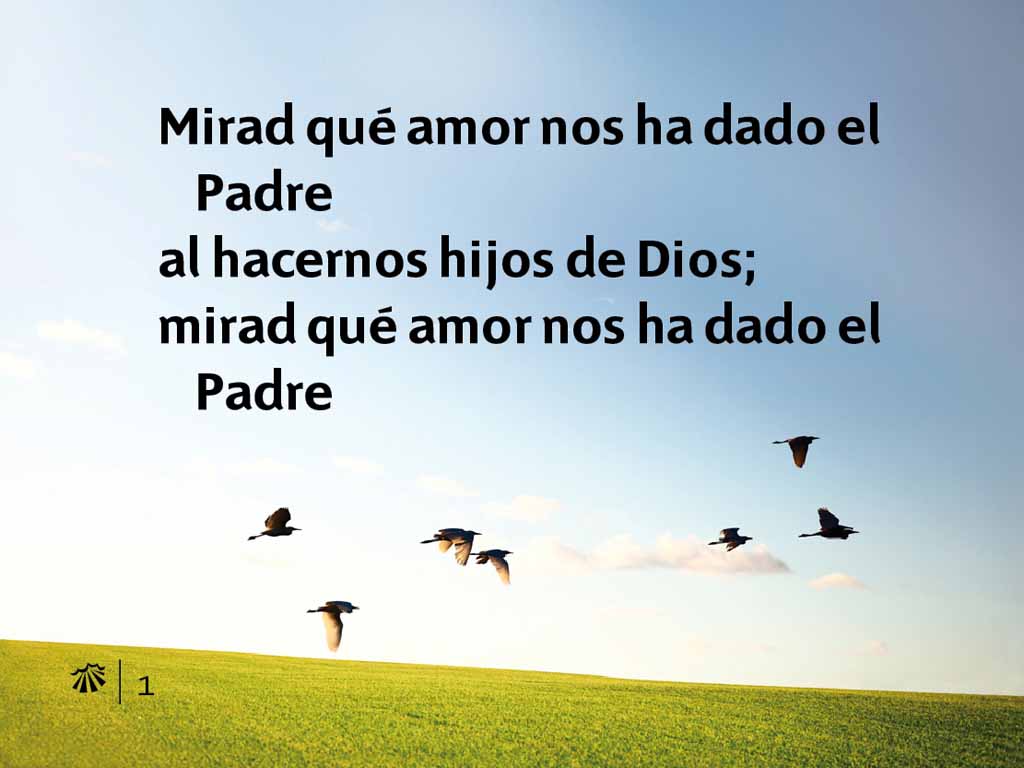 Mirad qué amor nos ha dado el
Padre
al hacernos hijos de Dios;
mirad qué amor nos ha dado el
Padre
1